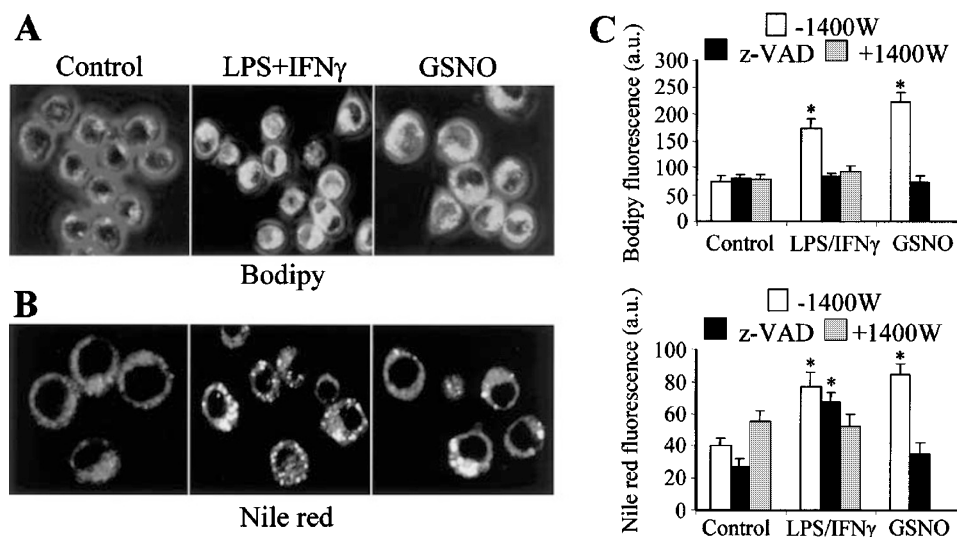 A
Control LPS+IFNγ GSNO
Bodipy
B
Nile red
C
-1400W
z-VAD +1400W
Bodipy fluorescence (a.u.)
300
250
200
150
100
50
0
Control LPS/IFNγ GSNO
* *
-1400W
z-VAD +1400W
Nile red fluorescence (a.u.)
100
80
60
40
20
0
Control LPS/IFNγ GSNO
* * *